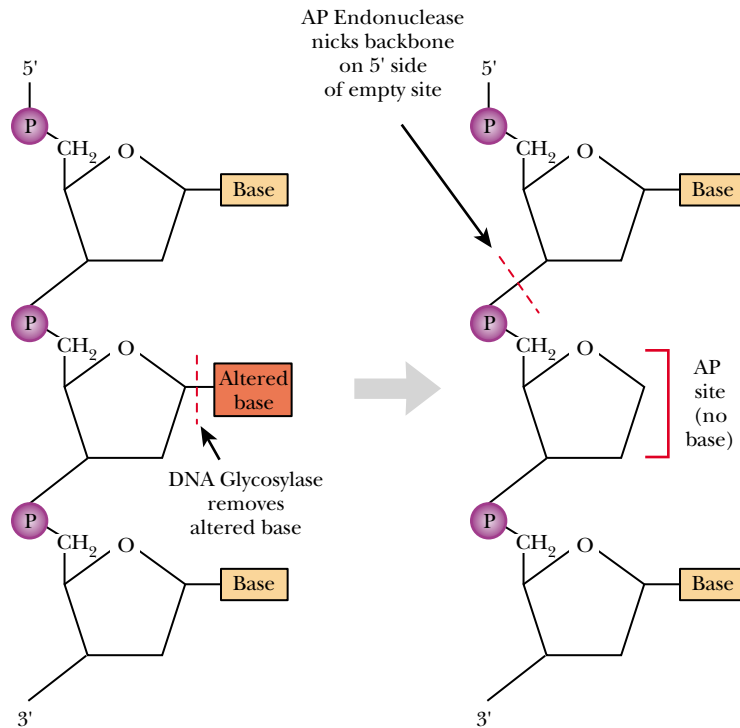 AP Endonuclease
nicks backbone
on 5' side
of empty site
5'
P
CH2
O
Base
P
CH2
O
Altered
base
DNA Glycosylase
removes
altered base
P
CH2
O
Base
3'
5'
P
CH2
O
Base
P
CH2
O
AP
site
(no
base)
P
CH2
O
Base
3'